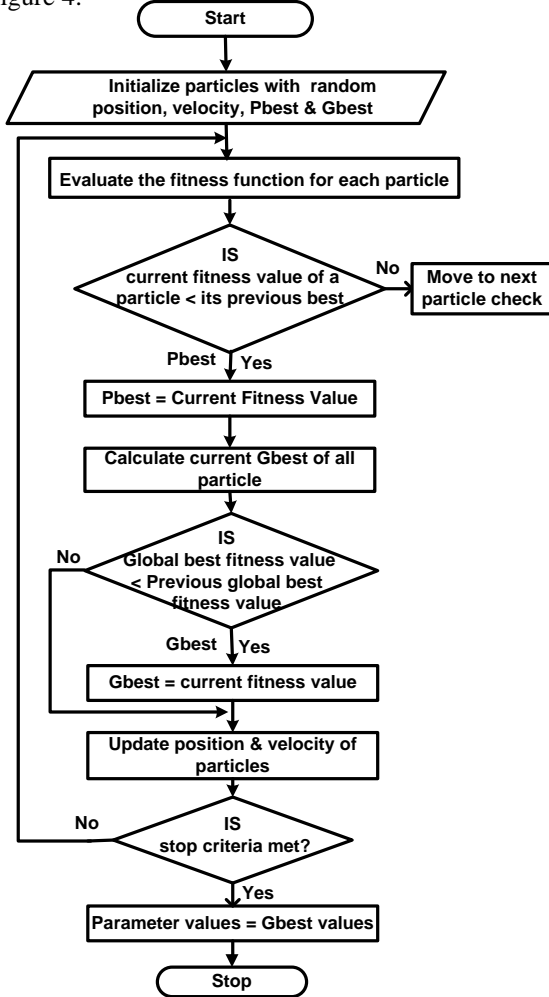 igure 4.
Start
Initialize particles with random
position, velocity, Pbest & Gbest
Evaluate the fitness function for each particle
IS
current fitness value of a
particle < its previous best
No
Move to next
particle check
Pbest Yes
Pbest = Current Fitness Value
Calculate current Gbest of all
particle
IS
Global best fitness value
< Previous global best
fitness value
No
Gbest Yes
Gbest = current fitness value
Update position & velocity of
particles
No
IS
stop criteria met?
Yes
Parameter values = Gbest values
Stop